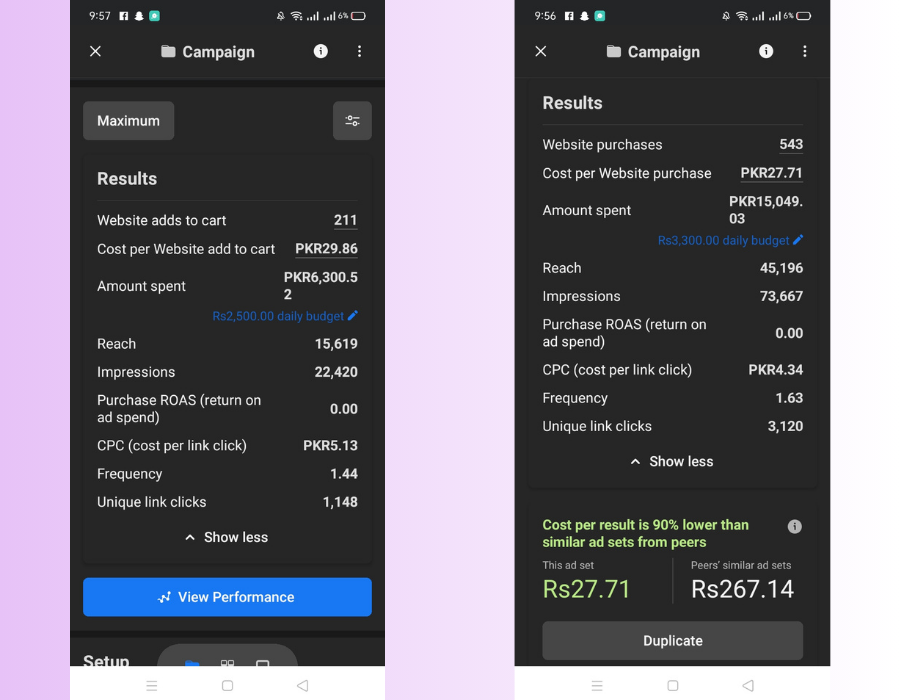 9:57
6%
Campaign
Maximum
Results
Website adds to cart 211
Cost per Website add to cart PKR29.86
Amount spent PKR6,300.5
2
Rs2,500.00 daily budget
Reach 15,619
Impressions 22,420
Purchase ROAS (return on
ad spend) 0.00
CPC (cost per link click) PKR5.13
Frequency 1.44
Unique link clicks 1,148
Show less
View Performance
Setup
9:56
6%
Campaign
Results
Website purchases 543
Cost per Website purchase PKR27.71
Amount spent PKR15,049.
03
Rs3,300.00 daily budget
Reach 45,196
Impressions 73,667
Purchase ROAS (return on
ad spend) 0.00
CPC (cost per link click) PKR4.34
Frequency 1.63
Unique link clicks 3,120
Show less
Cost per result is 90% lower than
similar ad sets from peers
This ad set Peers' similar ad sets
Rs27.71 Rs267.14
Duplicate